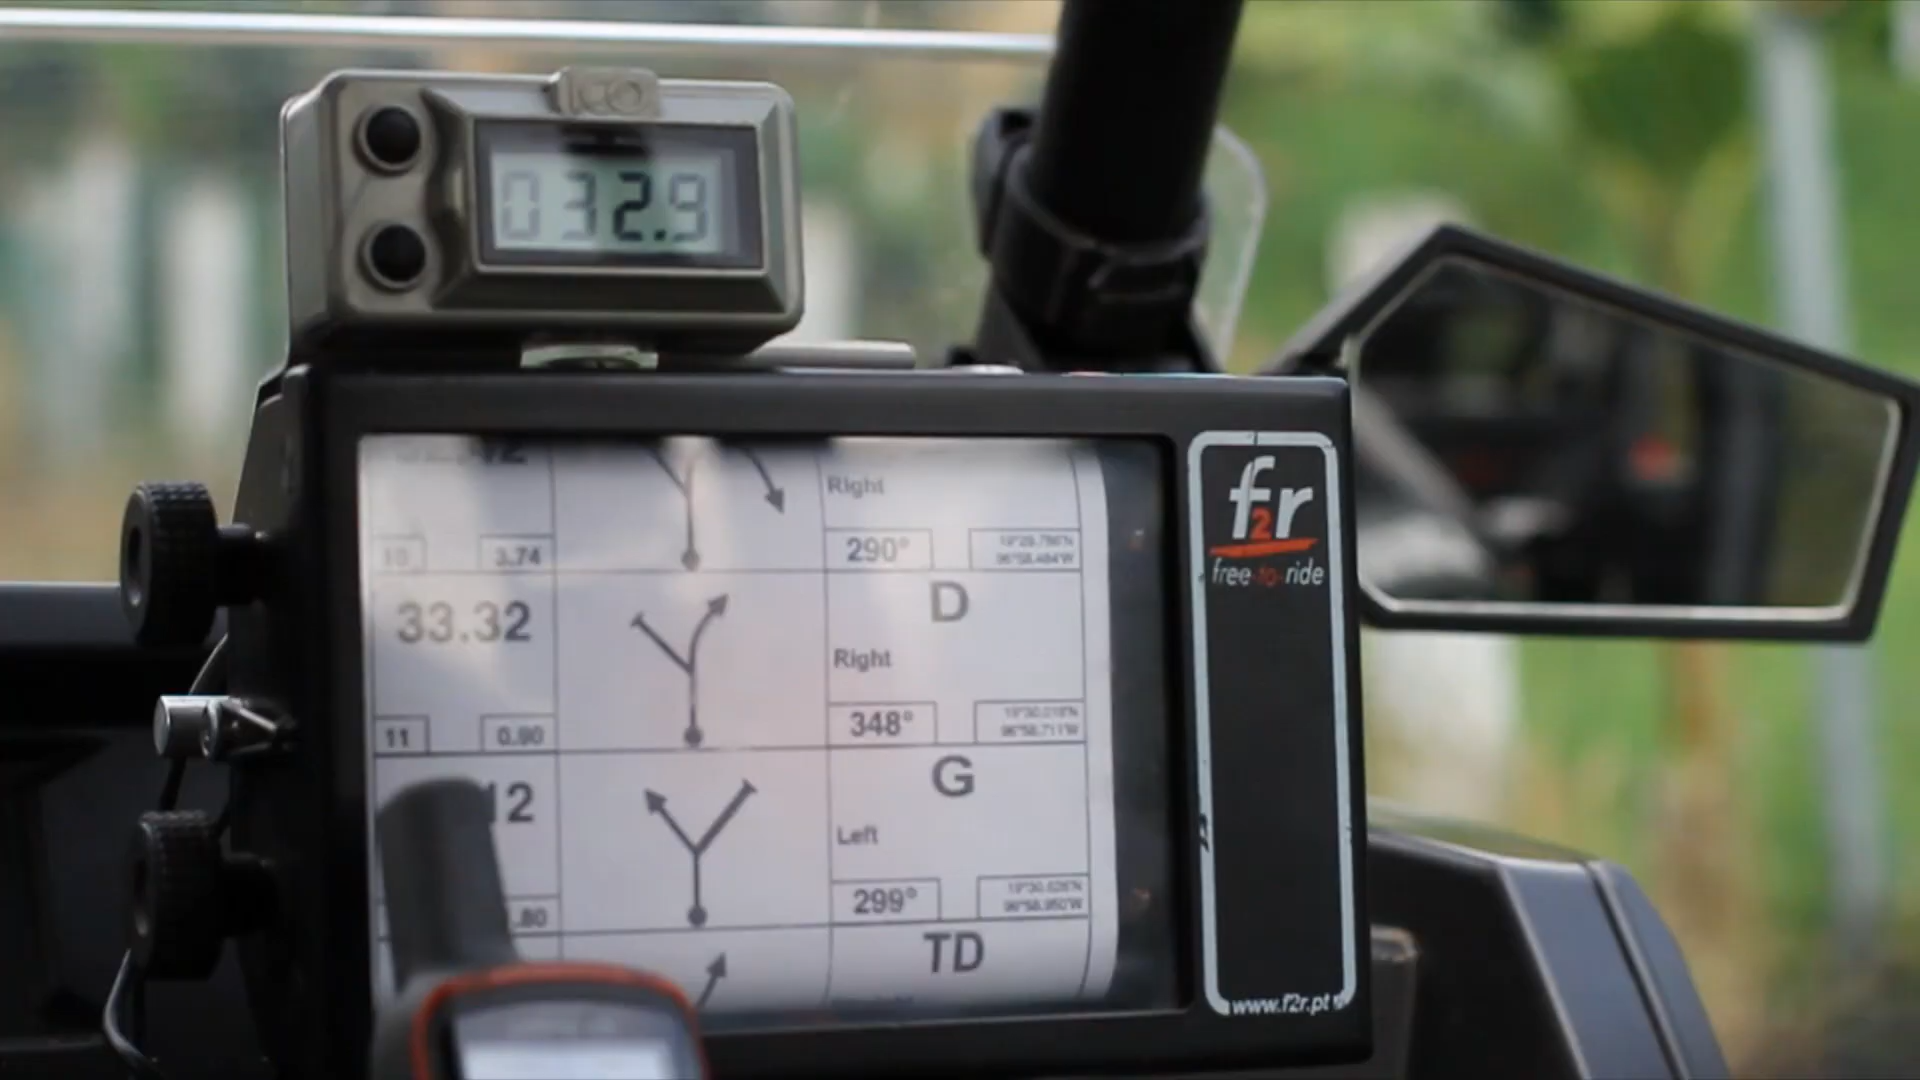 ICO
032.9
Right
10
3.74
290°
33.32
D
Right
11
0.90
348°
12
G
Left
.80
299°
TD
f2r
free-to-ride
www.f2r.pt